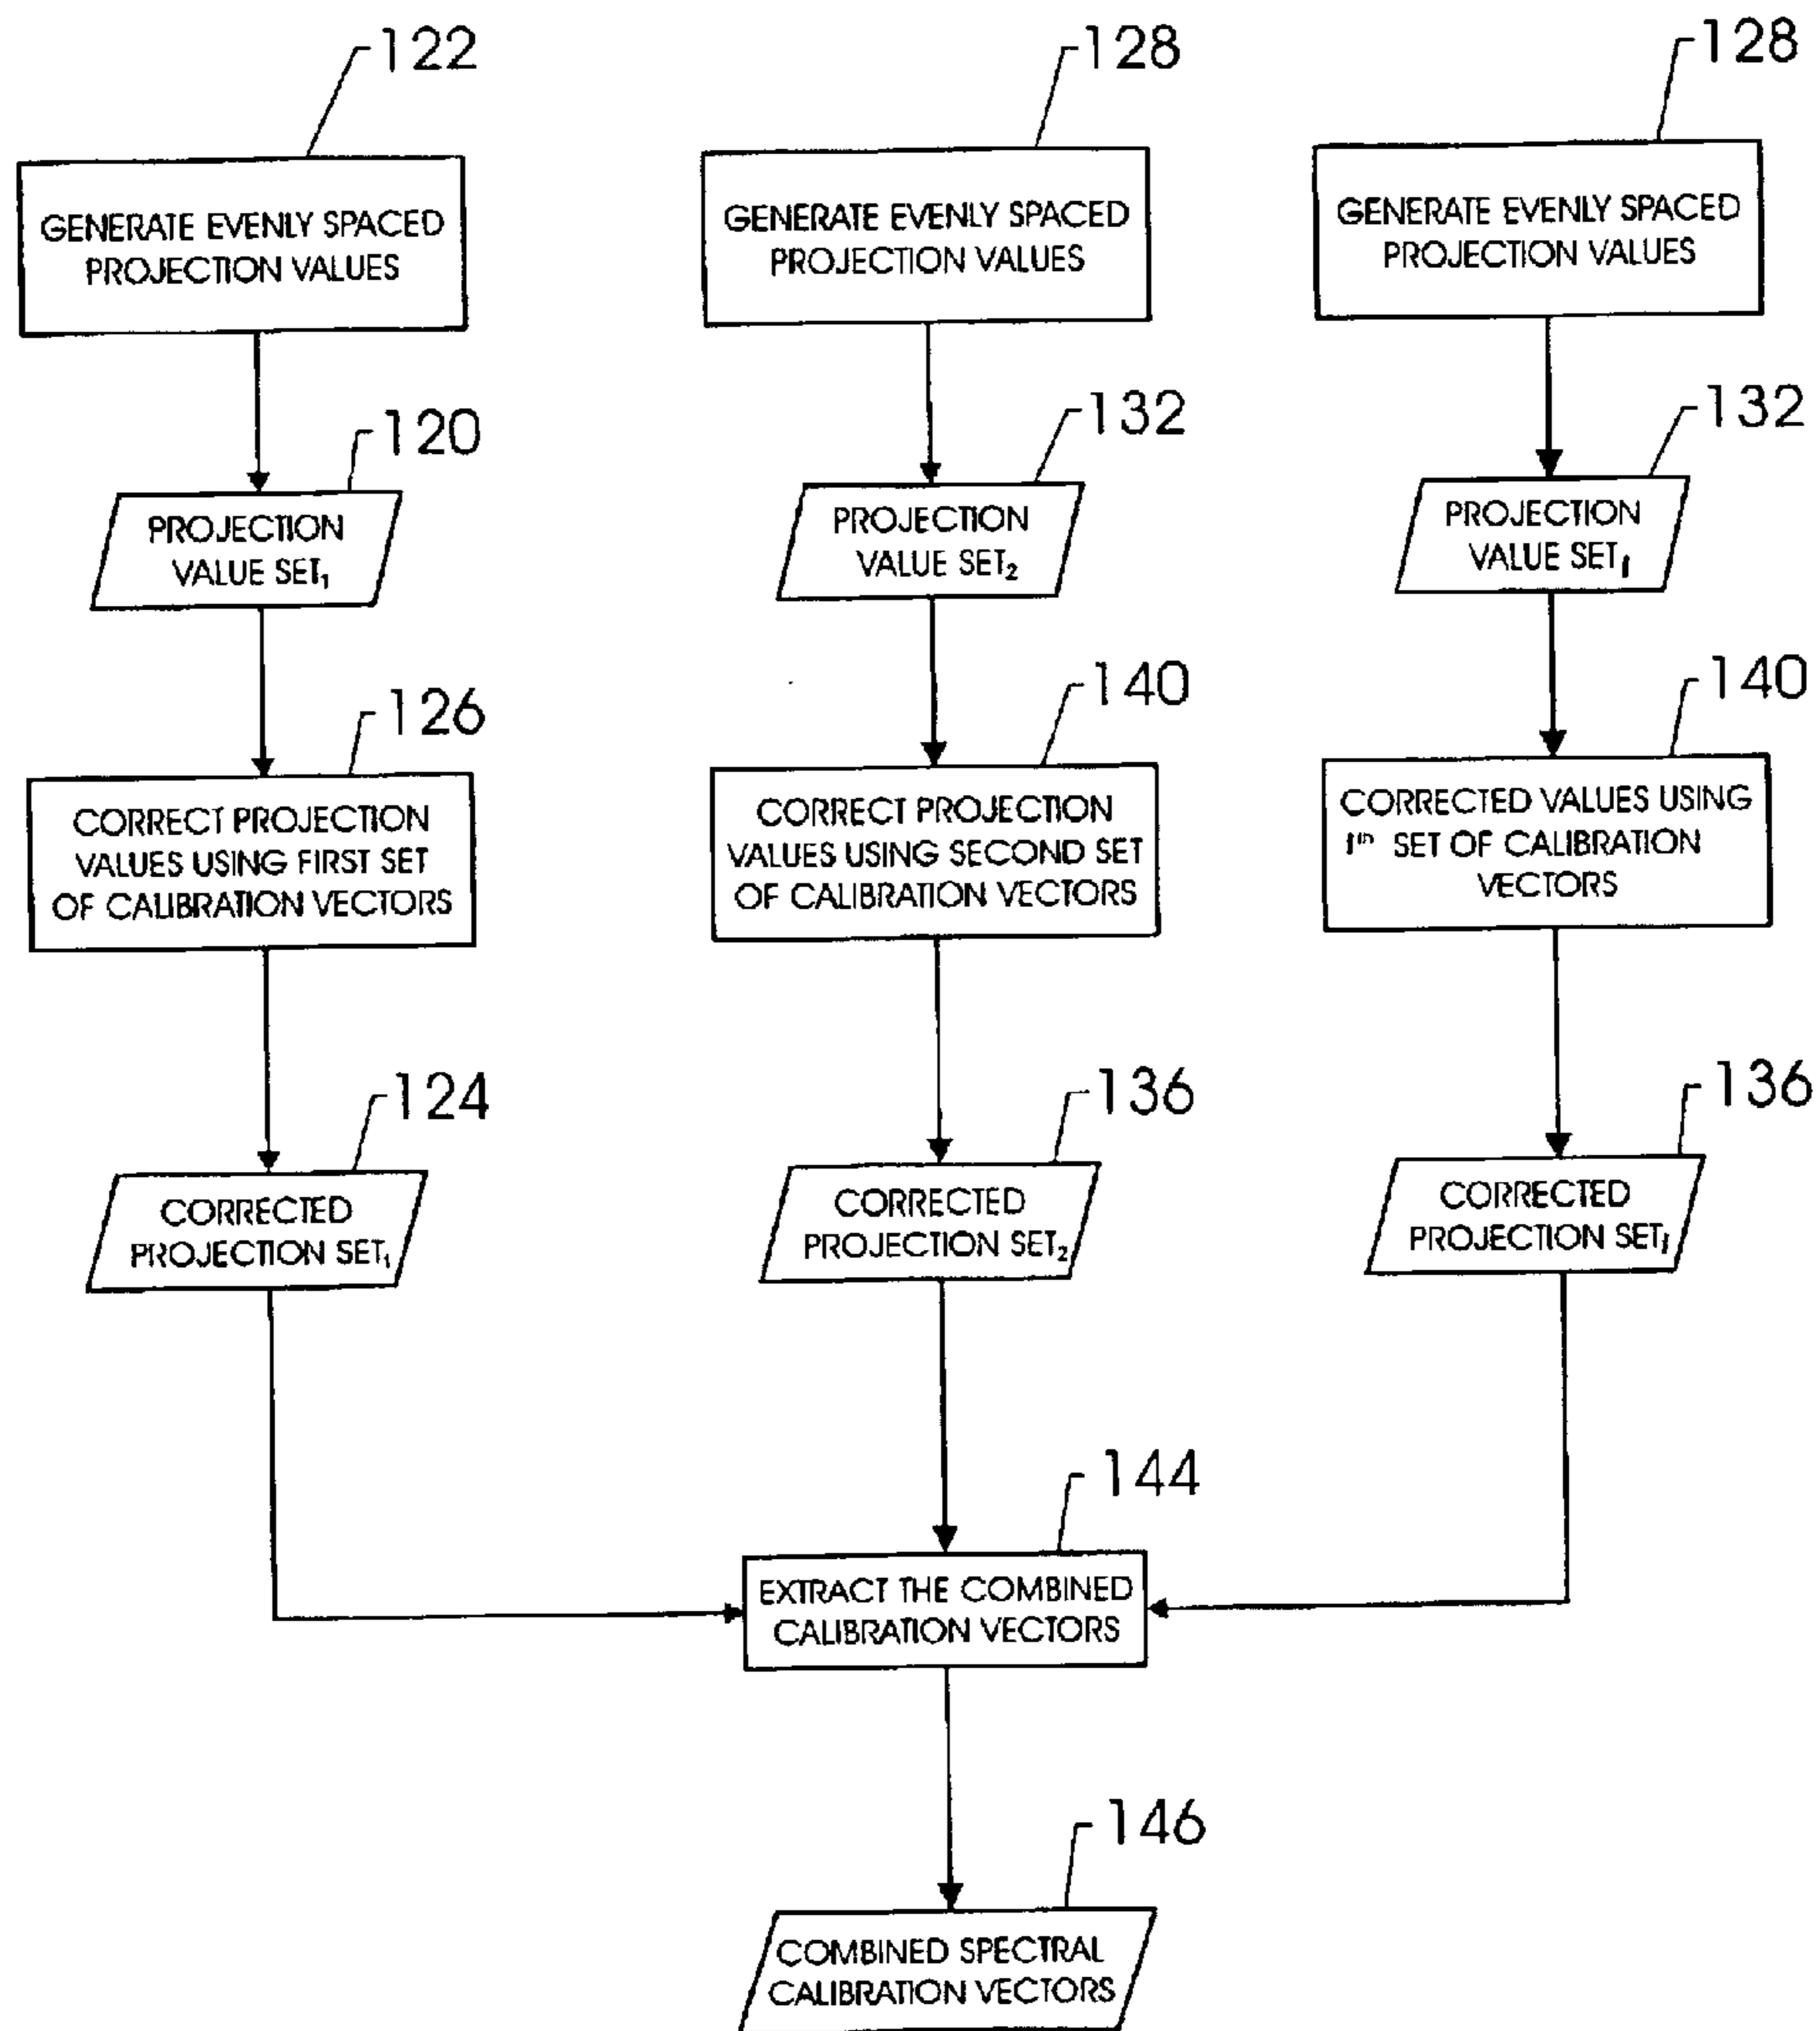 122
128
128
GENERATE EVENLY SPACED
PROJECTION VALUES
GENERATE EVENLY SPACED
PROJECTION VALUES
GENERATE EVENLY SPACED
PROJECTION VALUES
120
132
132
PROJECTION
VALUE SET₁
PROJECTION
VALUE SET₂
PROJECTION
VALUE SET
126
140
140
CORRECT PROJECTION
VALUES USING FIRST SET
OF CALIBRATION VECTORS
CORRECT PROJECTION
VALUES USING SECOND SET
OF CALIBRATION VECTORS
CORRECTED VALUES USING
SET OF CALIBRATION
VECTORS
124
136
136
CORRECTED
PROJECTION SET₁
CORRECTED
PROJECTION SET₂
CORRECTED
PROJECTION SET
144
EXTRACT THE COMBINED
CALIBRATION VECTORS
146
COMBINED SPECTRAL
CALIBRATION VECTORS